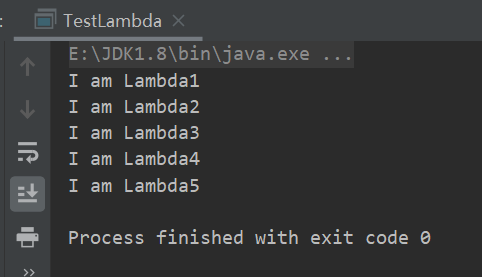 TestLambda
E:\JDK1.8\bin\java.exe ...
I am Lambda1
I am Lambda2
I am Lambda3
I am Lambda4
I am Lambda5
Process finished with exit code 0